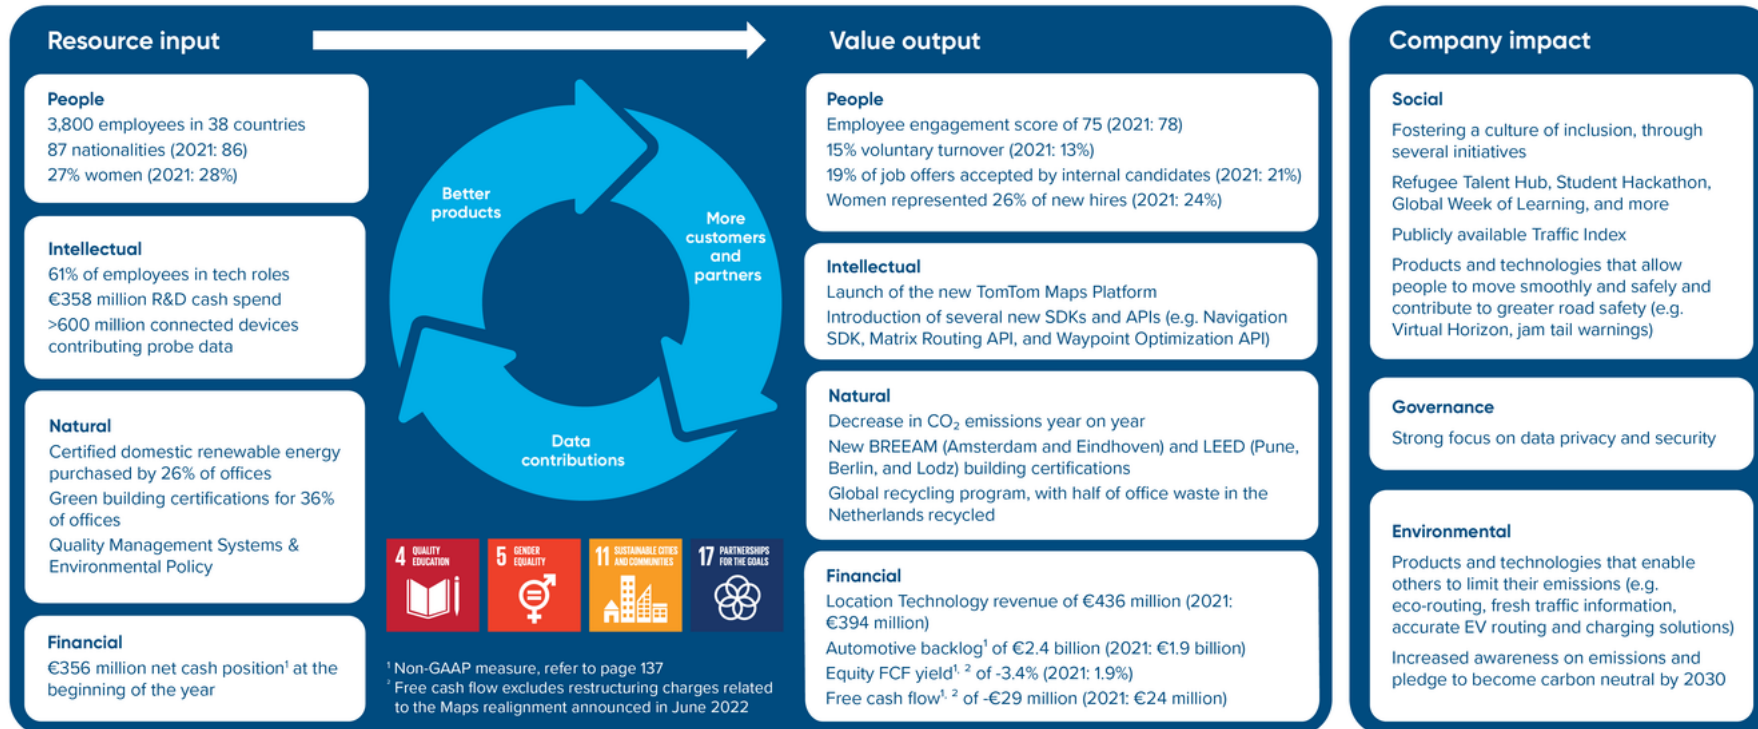 Resource input
People
3,800 employees in 38 countries
87 nationalities (2021: 86)
27% women (2021: 28%)
Intellectual
61% of employees in tech roles
€358 million R&D cash spend
>600 million connected devices
contributing probe data
Natural
Certified domestic renewable energy
purchased by 26% of offices
Green building certifications for 36%
of offices
Quality Management Systems &
Environmental Policy
Financial
€356 million net cash position¹ at the
beginning of the year
Better
products
More
customers
and
partners
Data
contributions
4 QUALITY
EDUCATION
5 GENDER
EQUALITY
11 SUSTAINABLE CITIES
AND COMMUNITIES
17 PARTNERSHIPS
FOR THE GOALS
¹ Non-GAAP measure, refer to page 137
² Free cash flow excludes restructuring charges related
to the Maps realignment announced in June 2022
Value output
People
Employee engagement score of 75 (2021: 78)
15% voluntary turnover (2021: 13%)
19% of job offers accepted by internal candidates (2021: 21%)
Women represented 26% of new hires (2021: 24%)
Intellectual
Launch of the new TomTom Maps Platform
Introduction of several new SDKs and APIs (e.g. Navigation
SDK, Matrix Routing API, and Waypoint Optimization API)
Natural
Decrease in CO₂ emissions year on year
New BREEAM (Amsterdam and Eindhoven) and LEED (Pune,
Berlin, and Lodz) building certifications
Global recycling program, with half of office waste in the
Netherlands recycled
Financial
Location Technology revenue of €436 million (2021:
€394 million)
Automotive backlog¹ of €2.4 billion (2021: €1.9 billion)
Equity FCF yield¹, ² of -3.4% (2021: 1.9%)
Free cash flow¹, ² of -€29 million (2021: €24 million)
Company impact
Social
Fostering a culture of inclusion, through
several initiatives
Refugee Talent Hub, Student Hackathon,
Global Week of Learning, and more
Publicly available Traffic Index
Products and technologies that allow
people to move smoothly and safely and
contribute to greater road safety (e.g.
Virtual Horizon, jam tail warnings)
Governance
Strong focus on data privacy and security
Environmental
Products and technologies that enable
others to limit their emissions (e.g.
eco-routing, fresh traffic information,
accurate EV routing and charging solutions)
Increased awareness on emissions and
pledge to become carbon neutral by 2030